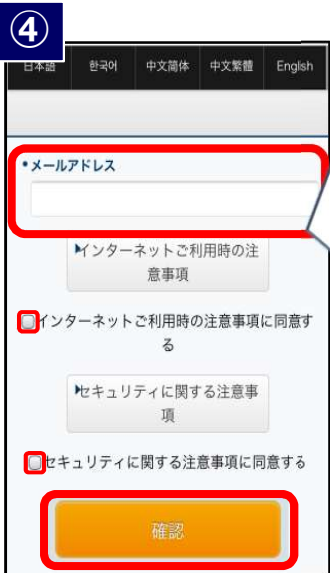 ④
日本語 한국어 中文简体 中文繁體 English
•メールアドレス
インターネットご利用時の注
意事項
インターネットご利用時の注意事項に同意す
る
セキュリティに関する注意事
項
セキュリティに関する注意事項に同意する
確認